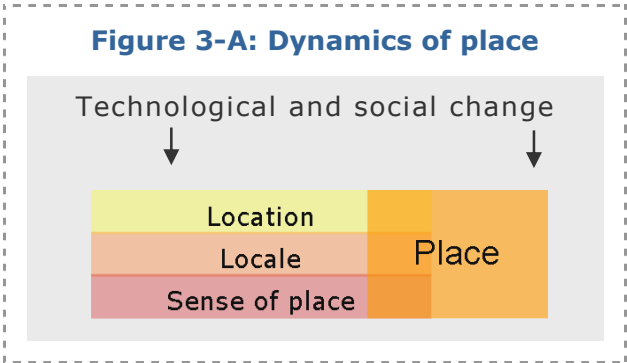 Figure 3-A: Dynamics of place
Technological and social change
Location
Locale
Place
Sense of place